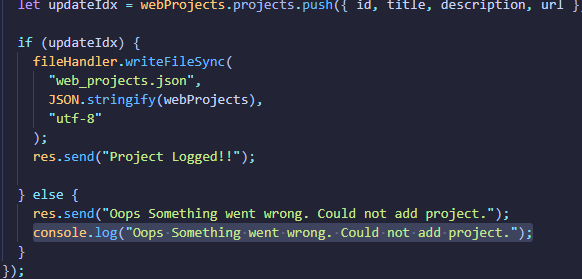 let updateIdx = webProjects.projects.push({ id, title, description, url }
if (updateIdx) {
fileHandler.writeFileSync(
"web_projects.json",
JSON.stringify(webProjects),
"utf-8"
);
res.send("Project Logged!!");
} else {
res.send("Oops Something went wrong. Could not add project.");
console.log("Oops Something went wrong. Could not add project.");
}
});